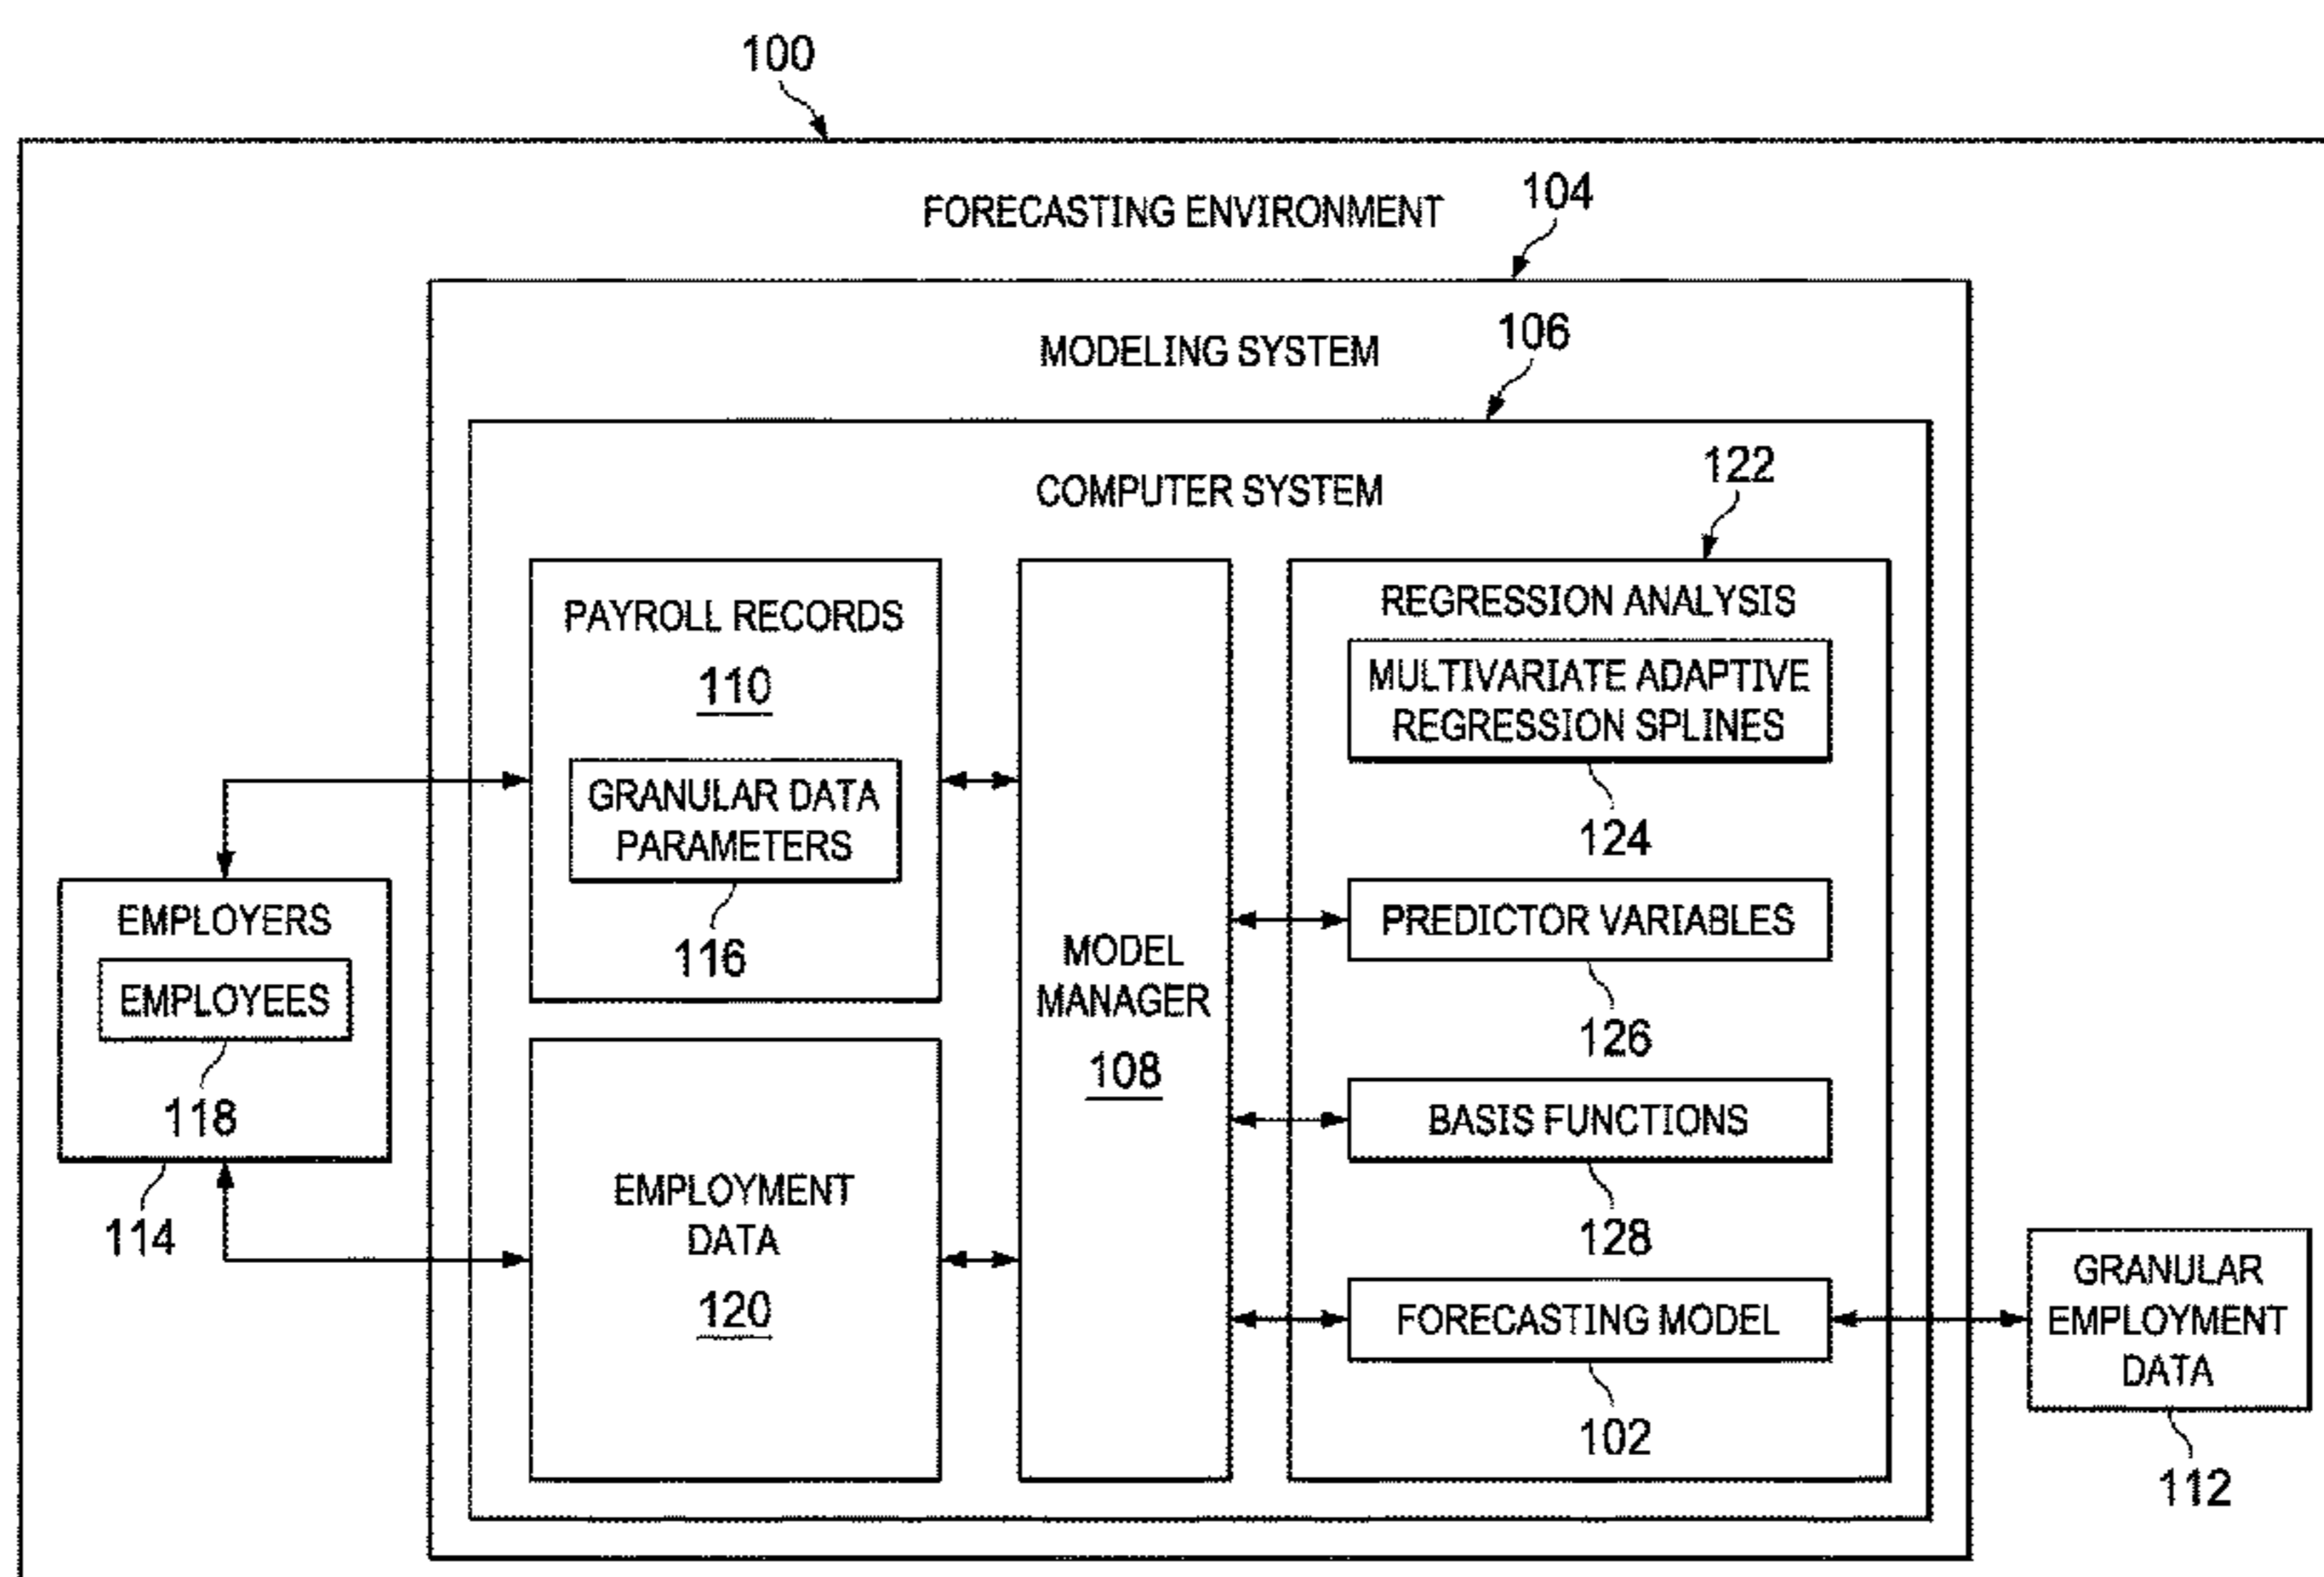 100
FORECASTING ENVIRONMENT
104
MODELING SYSTEM
106
COMPUTER SYSTEM
122
PAYROLL RECORDS
110
GRANULAR DATA
PARAMETERS
116
EMPLOYERS
EMPLOYEES
118
114
EMPLOYMENT
DATA
120
MODEL
MANAGER
108
REGRESSION ANALYSIS
MULTIVARIATE ADAPTIVE
REGRESSION SPLINES
124
PREDICTOR VARIABLES
126
BASIS FUNCTIONS
128
FORECASTING MODEL
102
GRANULAR
EMPLOYMENT
DATA
112